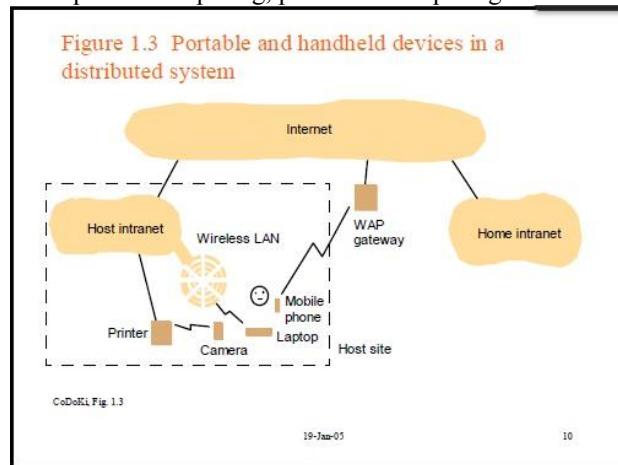 Figure 1.3 Portable and handheld devices in a
distributed system
Internet
Host intranet
Wireless LAN
WAP
gateway
Home intranet
Mobile
phone
Printer
Camera
Laptop
Host site
CoDoKi, Fig. 1.3
19-Jan-05
10